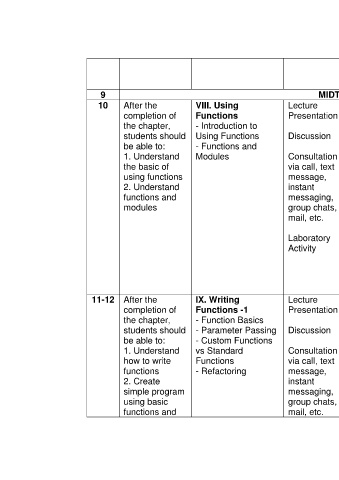 9
MIDT
10
After the
completion of
the chapter,
students should
be able to:
1. Understand
the basic of
using functions
2. Understand
functions and
modules
VIII. Using
Functions
- Introduction to
Using Functions
- Functions and
Modules
Lecture
Presentation
Discussion
Consultation
via call, text
message,
instant
messaging,
group chats,
mail, etc.
Laboratory
Activity
11-12
After the
completion of
the chapter,
students should
be able to:
1. Understand
how to write
functions
2. Create
simple program
using basic
functions and
IX. Writing
Functions -1
- Function Basics
- Parameter Passing
- Custom Functions
vs Standard
Functions
- Refactoring
Lecture
Presentation
Discussion
Consultation
via call, text
message,
instant
messaging,
group chats,
mail, etc.